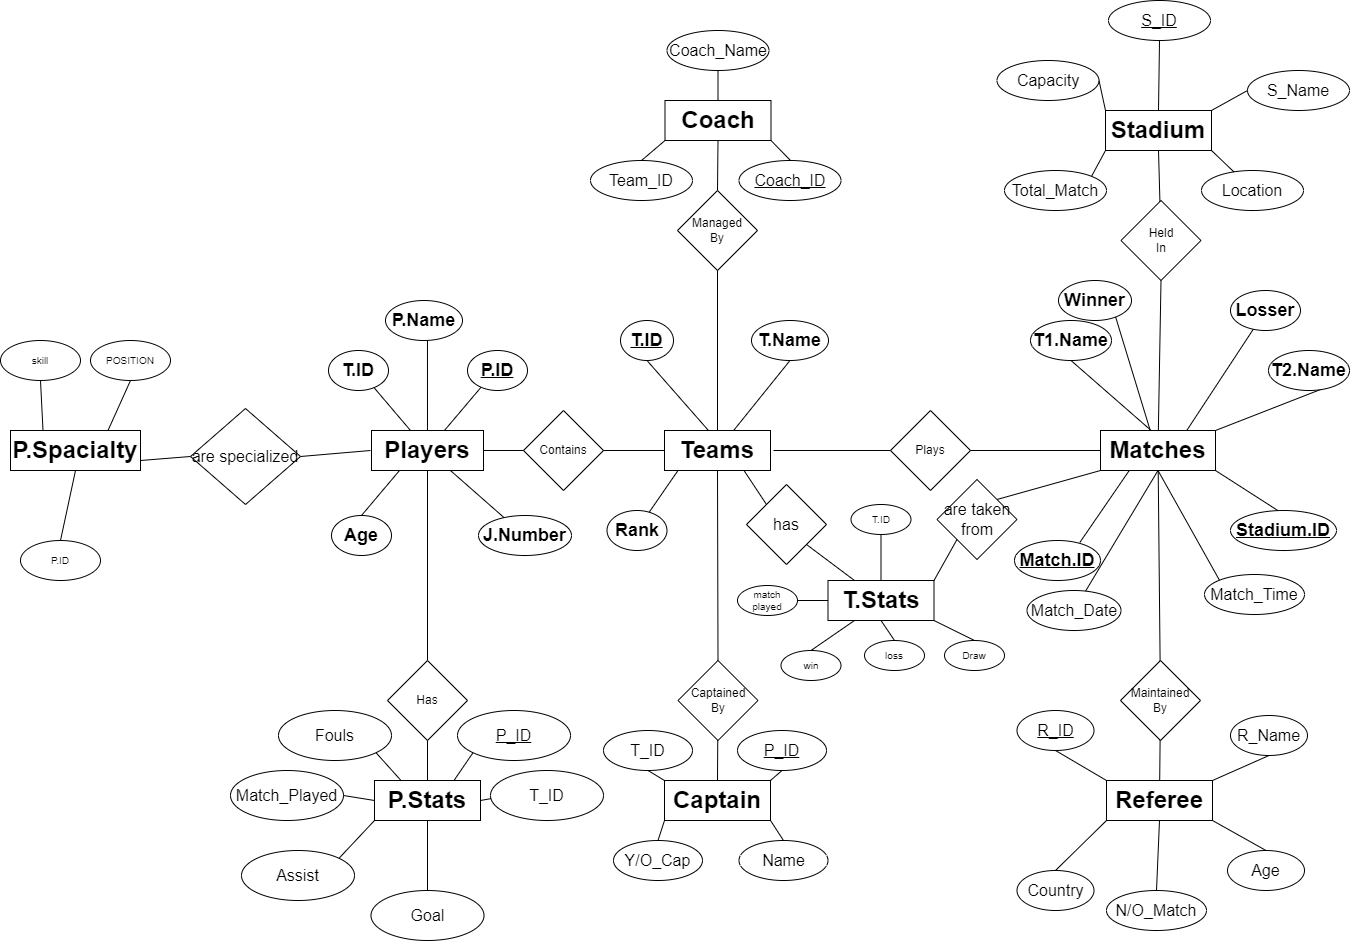 S_ID
Coach_Name
Capacity
S_Name
Coach
Stadium
Team_ID
Coach_ID
Total_Match
Location
Managed
By
Held
In
Winner
Losser
P.Name
T.ID
T.Name
T1.Name
skill
POSITION
T.ID
P.ID
T2.Name
P.Spacialty
are specialized
Players
Contains
Teams
Plays
Matches
Age
J.Number
Rank
has
T.ID
are taken
from
Stadium.ID
P.ID
Match.ID
match
played
T.Stats
Match_Date
Match_Time
win
loss
Draw
Has
Captained
By
Maintained
By
Fouls
P_ID
T_ID
P_ID
R_ID
R_Name
Match_Played
P.Stats
T_ID
Captain
Referee
Assist
Y/O_Cap
Name
Country
Age
Goal
N/O_Match